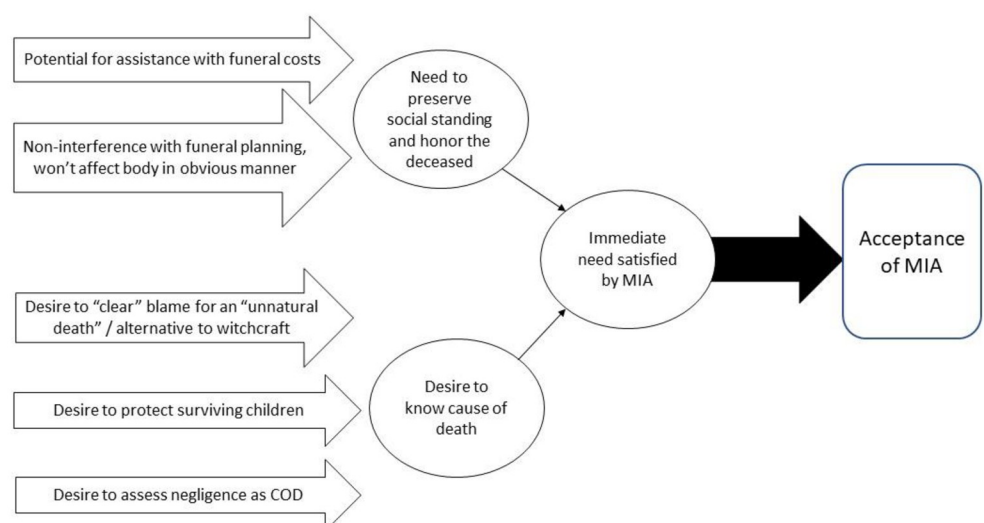 Potential for assistance with funeral costs
Non-interference with funeral planning,
won't affect body in obvious manner
Need to
preserve
social standing
and honor the
deceased
Immediate
need satisfied
by MIA
Acceptance
of MIA
Desire to “clear” blame for an “unnatural
death” / alternative to witchcraft
Desire to protect surviving children
Desire to
know cause of
death
Desire to assess negligence as COD